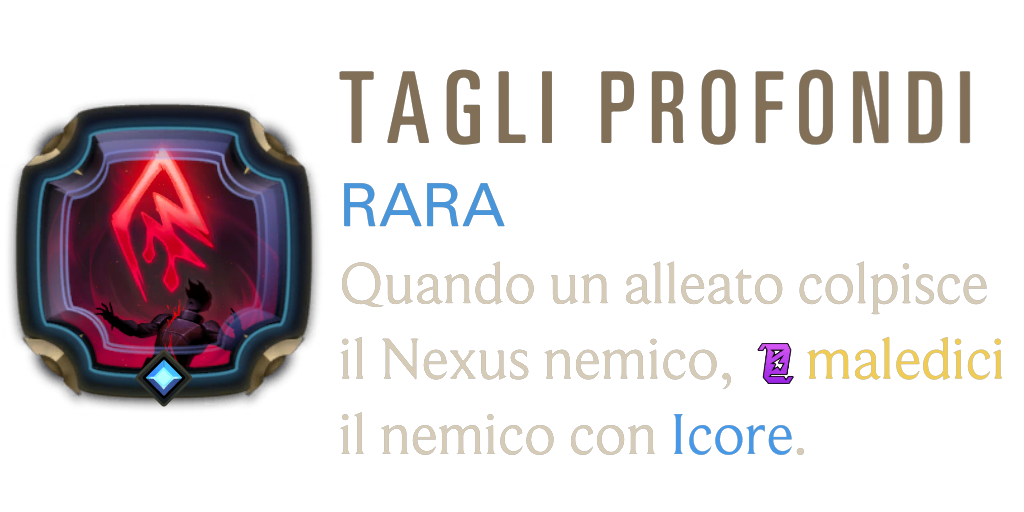 TAGLI PROFONDI
RARA
Quando un alleato colpisce
il Nexus nemico, maledici
il nemico con Icore.